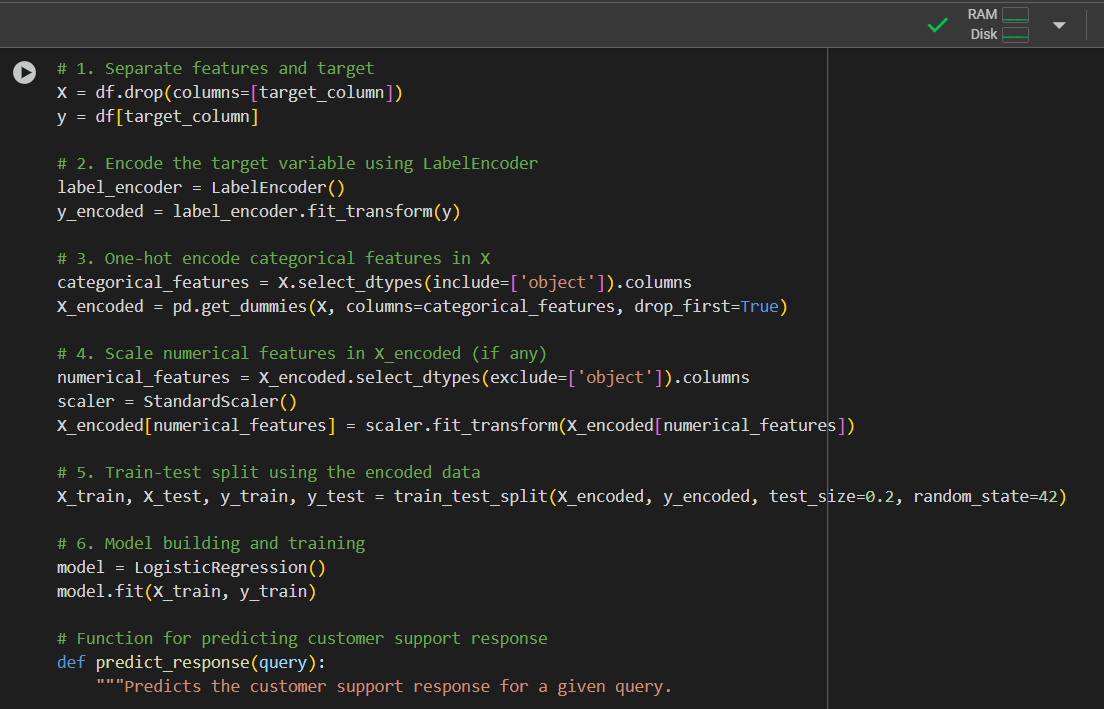 RAM
Disk
# 1. Separate features and target
X = df.drop(columns=[target_column])
y = df[target_column]
# 2. Encode the target variable using LabelEncoder
label_encoder = LabelEncoder()
y_encoded = label_encoder.fit_transform(y)
# 3. One-hot encode categorical features in X
categorical_features = X.select_dtypes(include=['object']).columns
X_encoded = pd.get_dummies(X, columns=categorical_features, drop_first=True)
# 4. Scale numerical features in X_encoded (if any)
numerical_features = X_encoded.select_dtypes(exclude=['object']).columns
scaler = StandardScaler()
X_encoded[numerical_features] = scaler.fit_transform(X_encoded[numerical_features])
# 5. Train-test split using the encoded data
X_train, X_test, y_train, y_test = train_test_split(X_encoded, y_encoded, test_size=0.2, random_state=42)
# 6. Model building and training
model = LogisticRegression()
model.fit(X_train, y_train)
# Function for predicting customer support response
def predict_response(query):
    """Predicts the customer support response for a given query.